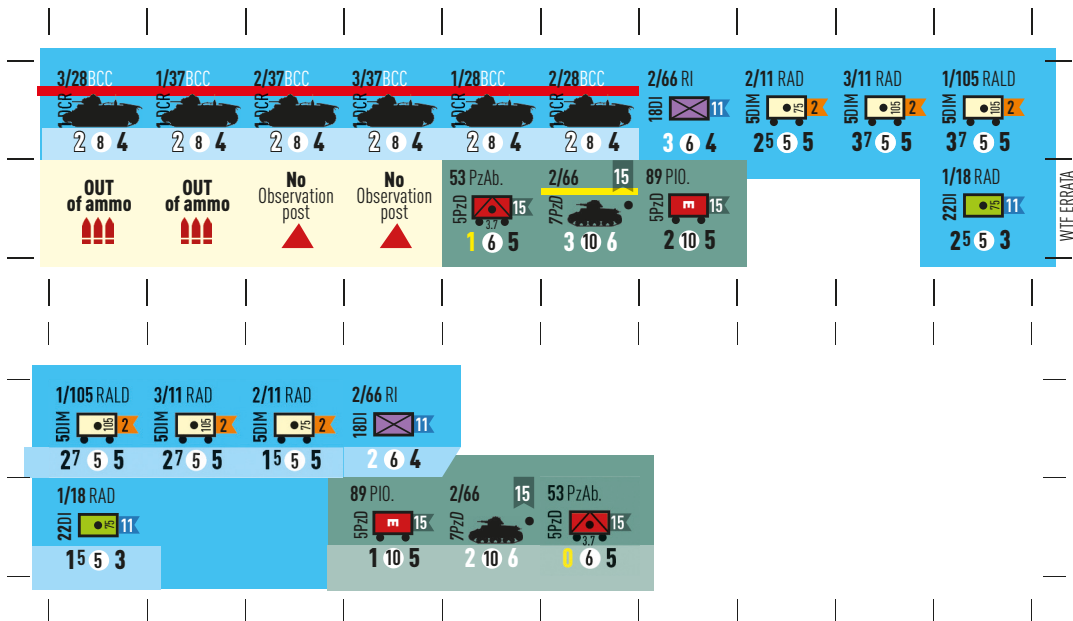 3/28BCC 1/37BCC 2/37BCC 3/37BCC 1/28BCC 2/28BCC 2/66 RI 2/11 RAD 3/11 RAD 1/105 RALD
1DCR 1DCR 1DCR 1DCR 1DCR 1DCR 18DI 11 5DIM 75 2 5DIM 105 2 5DIM 105 2
2 8 4 2 8 4 2 8 4 2 8 4 2 8 4 2 8 4 3 6 4 2⁵ 5 5 3⁷ 5 5 3⁷ 5 5
OUT of ammo
OUT of ammo
No Observation post
No Observation post
53 PzAb. 2/66 15 89 PIO. 1/18 RAD
5PzD 3.7 15 7PzD 5PzD E 15 22DI 75 11
1 6 5 3 10 6 2 10 5 2⁵ 5 3
WTF ERRATA
1/105 RALD 3/11 RAD 2/11 RAD 2/66 RI
5DIM 105 2 5DIM 105 2 5DIM 75 2 18DI 11
2⁷ 5 5 2⁷ 5 5 1⁵ 5 5 2 6 4
1/18 RAD 89 PIO. 2/66 15 53 PzAb.
22DI 75 11 5PzD E 15 7PzD 5PzD 3.7 15
1⁵ 5 3 1 10 5 2 10 6 0 6 5